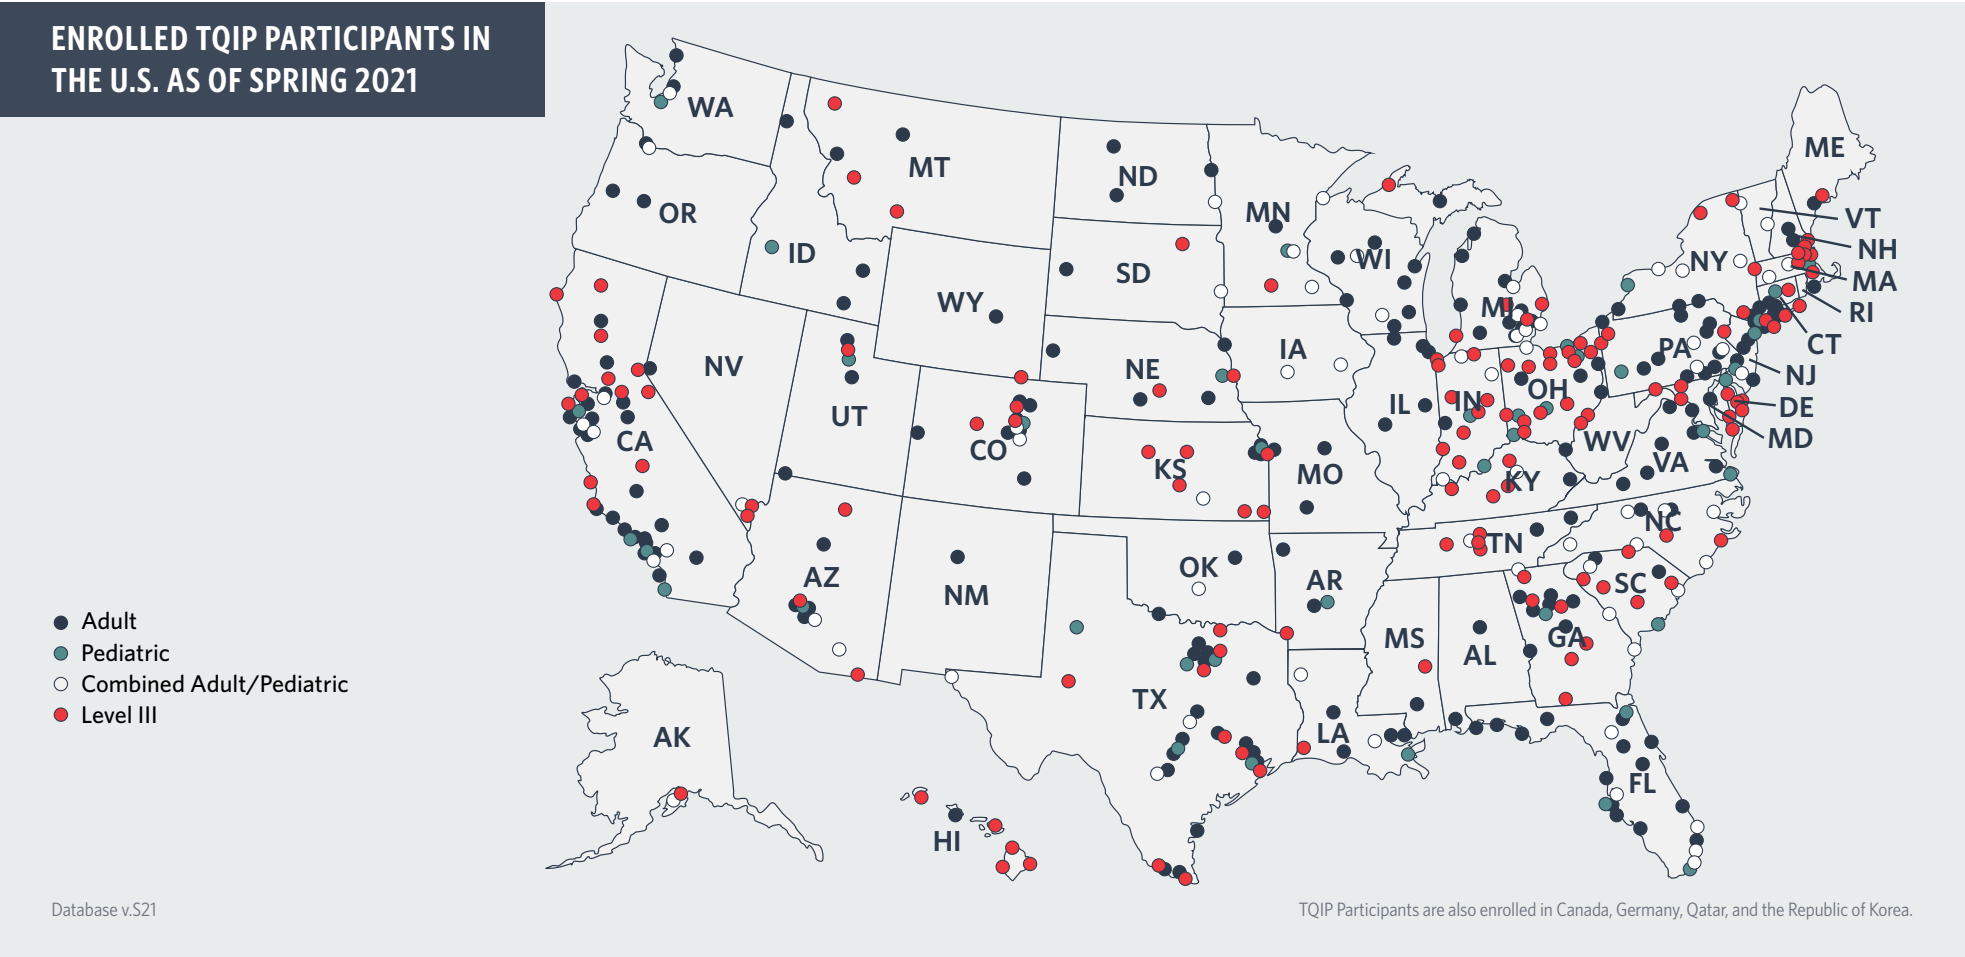 ENROLLED TQIP PARTICIPANTS IN
THE U.S. AS OF SPRING 2021
WA
ME
MT
ND
OR
MN
VT
NH
ID
WI
NY
SD
MA
WY
MI
RI
CT
IA
PA
NV
NE
NJ
OH
UT
IL
IN
DE
CA
CO
WV
MD
KS
MO
VA
KY
NC
TN
AZ
OK
NM
AR
SC
MS
GA
AL
Adult
Pediatric
Combined Adult/Pediatric
Level III
TX
LA
AK
FL
HI
Database v.S21
TQIP Participants are also enrolled in Canada, Germany, Qatar, and the Republic of Korea.